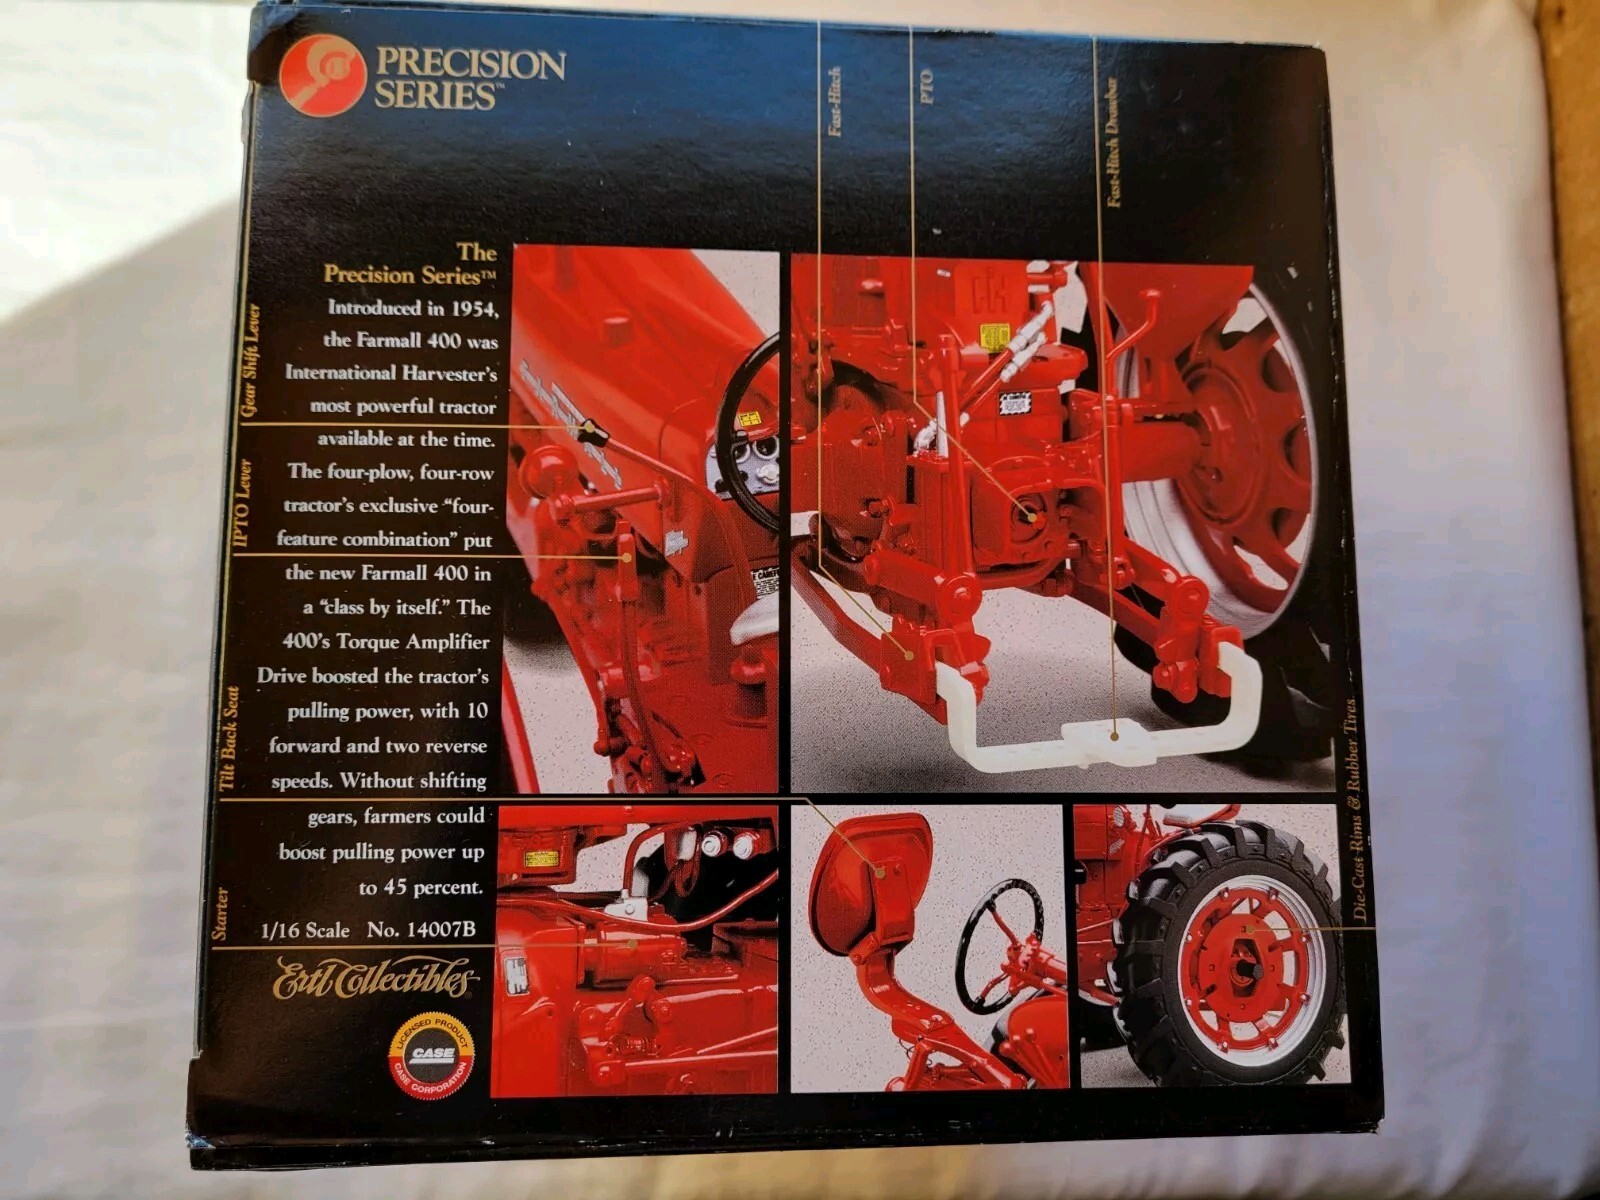 PRECISION
SERIES™
Fast-Hitch
PTO
Fast-Hitch Drawbar
The
Precision Series™
Introduced in 1954,
the Farmall 400 was
International Harvester's
most powerful tractor
available at the time.
The four-plow, four-row
tractor's exclusive "four-
feature combination" put
the new Farmall 400 in
a "class by itself." The
400's Torque Amplifier
Drive boosted the tractor's
pulling power, with 10
forward and two reverse
speeds. Without shifting
gears, farmers could
boost pulling power up
to 45 percent.
1/16 Scale No. 14007B
Ertl Collectibles
LICENSED PRODUCT
CASE
CASE CORPORATION
Gear Shift Lever
IPTO Lever
Tilt Back Seat
Starter
Die-Cast Rims & Rubber Tires
IH